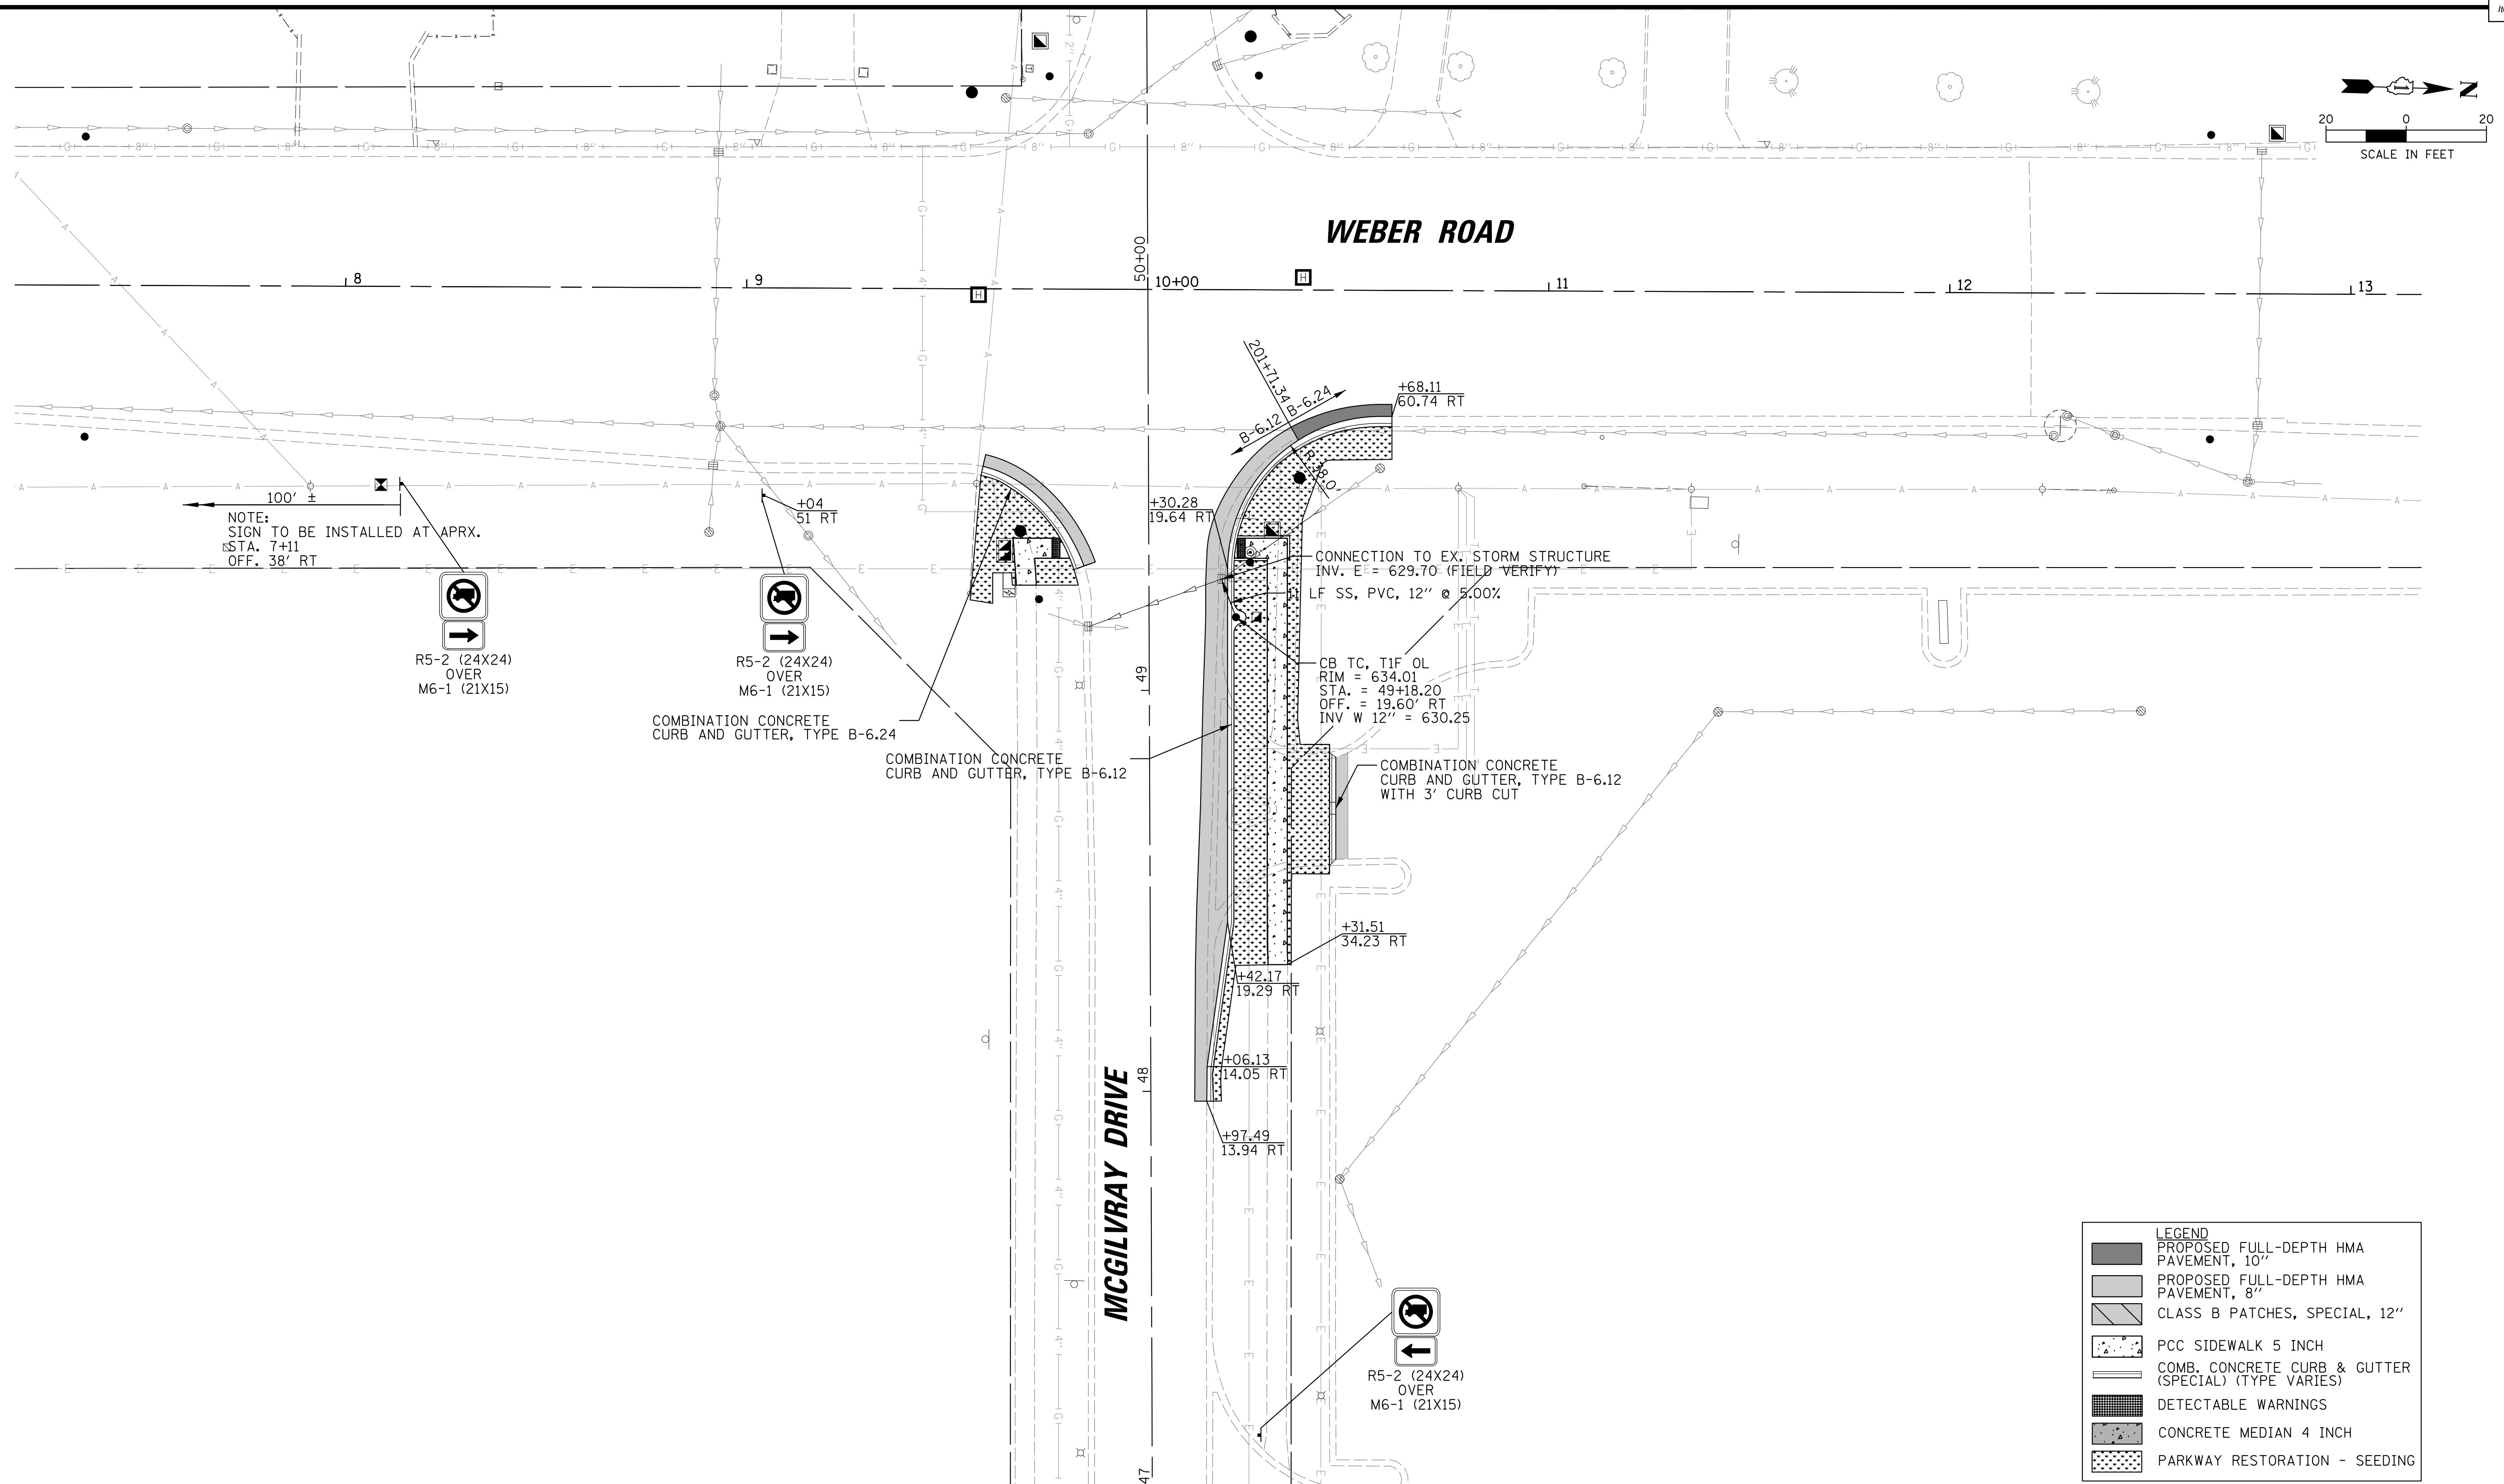 N
20 0 20
SCALE IN FEET
WEBER ROAD
50+00
8
9
10+00
11
12
13
201+71.34
B-6.12
B-6.24
+68.11
60.74 RT
100' ±
NOTE:
SIGN TO BE INSTALLED AT APRX.
STA. 7+11
OFF. 38' RT
+04
51 RT
+30.28
19.64 RT
CONNECTION TO EX. STORM STRUCTURE
INV. E = 629.70 (FIELD VERIFY)
LF SS, PVC, 12" @ 5.00%
R5-2 (24X24)
OVER
M6-1 (21X15)
R5-2 (24X24)
OVER
M6-1 (21X15)
CB TC, T1F OL
RIM = 634.01
STA. = 49+18.20
OFF. = 19.60' RT
INV W 12" = 630.25
49
COMBINATION CONCRETE
CURB AND GUTTER, TYPE B-6.24
COMBINATION CONCRETE
CURB AND GUTTER, TYPE B-6.12
COMBINATION CONCRETE
CURB AND GUTTER, TYPE B-6.12
WITH 3' CURB CUT
+31.51
34.23 RT
+42.17
19.29 RT
+06.13
14.05 RT
48
MCGILVRAY DRIVE
+97.49
13.94 RT
R5-2 (24X24)
OVER
M6-1 (21X15)
47
LEGEND
PROPOSED FULL-DEPTH HMA
PAVEMENT, 10"
PROPOSED FULL-DEPTH HMA
PAVEMENT, 8"
CLASS B PATCHES, SPECIAL, 12"
PCC SIDEWALK 5 INCH
COMB. CONCRETE CURB & GUTTER
(SPECIAL) (TYPE VARIES)
DETECTABLE WARNINGS
CONCRETE MEDIAN 4 INCH
PARKWAY RESTORATION - SEEDING